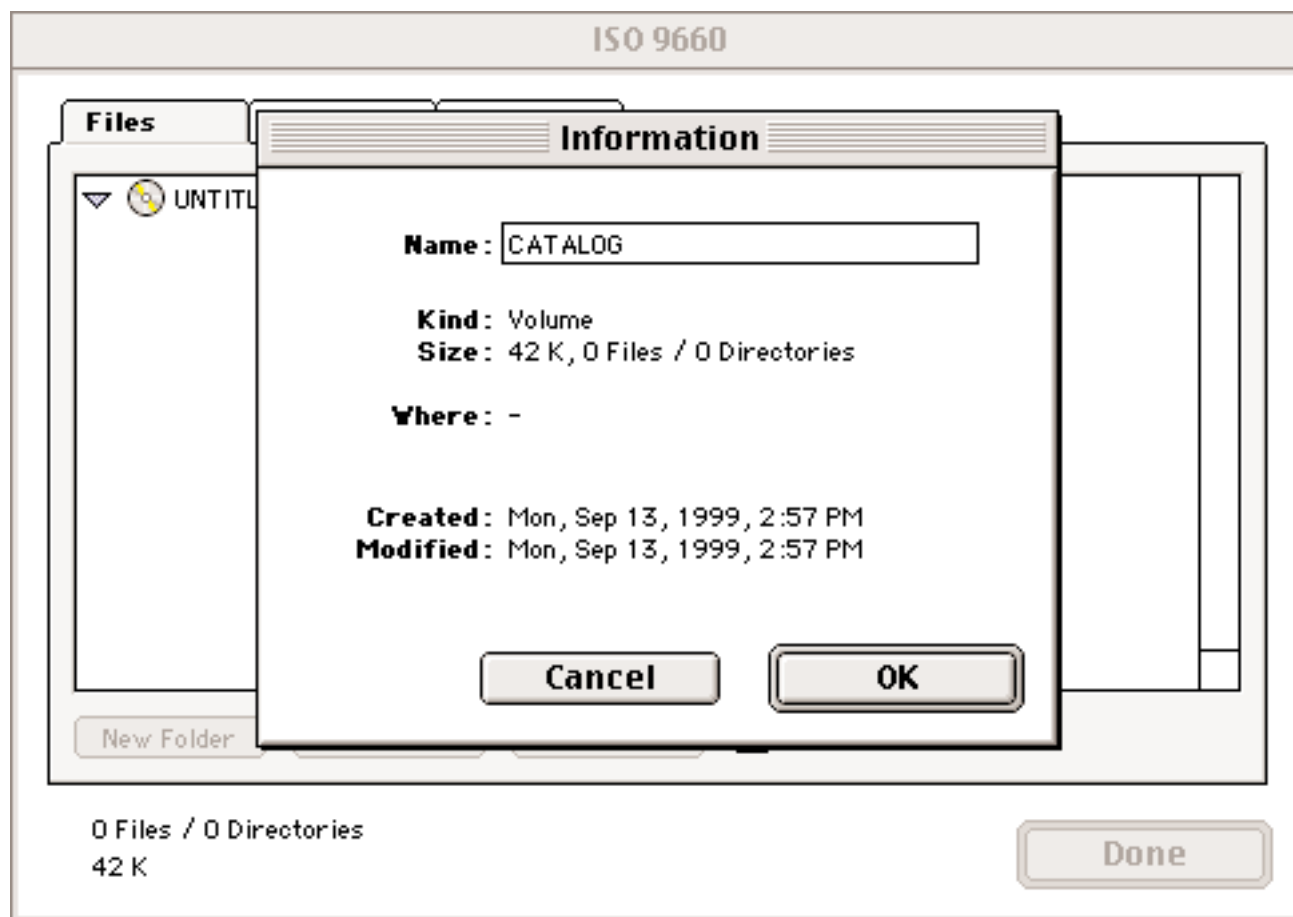 ISO 9660
Files
Information
UNTITL
Name: CATALOG
Kind: Volume
Size: 42 K, 0 Files / 0 Directories
Where: -
Created: Mon, Sep 13, 1999, 2:57 PM
Modified: Mon, Sep 13, 1999, 2:57 PM
Cancel
OK
New Folder
0 Files / 0 Directories
42 K
Done